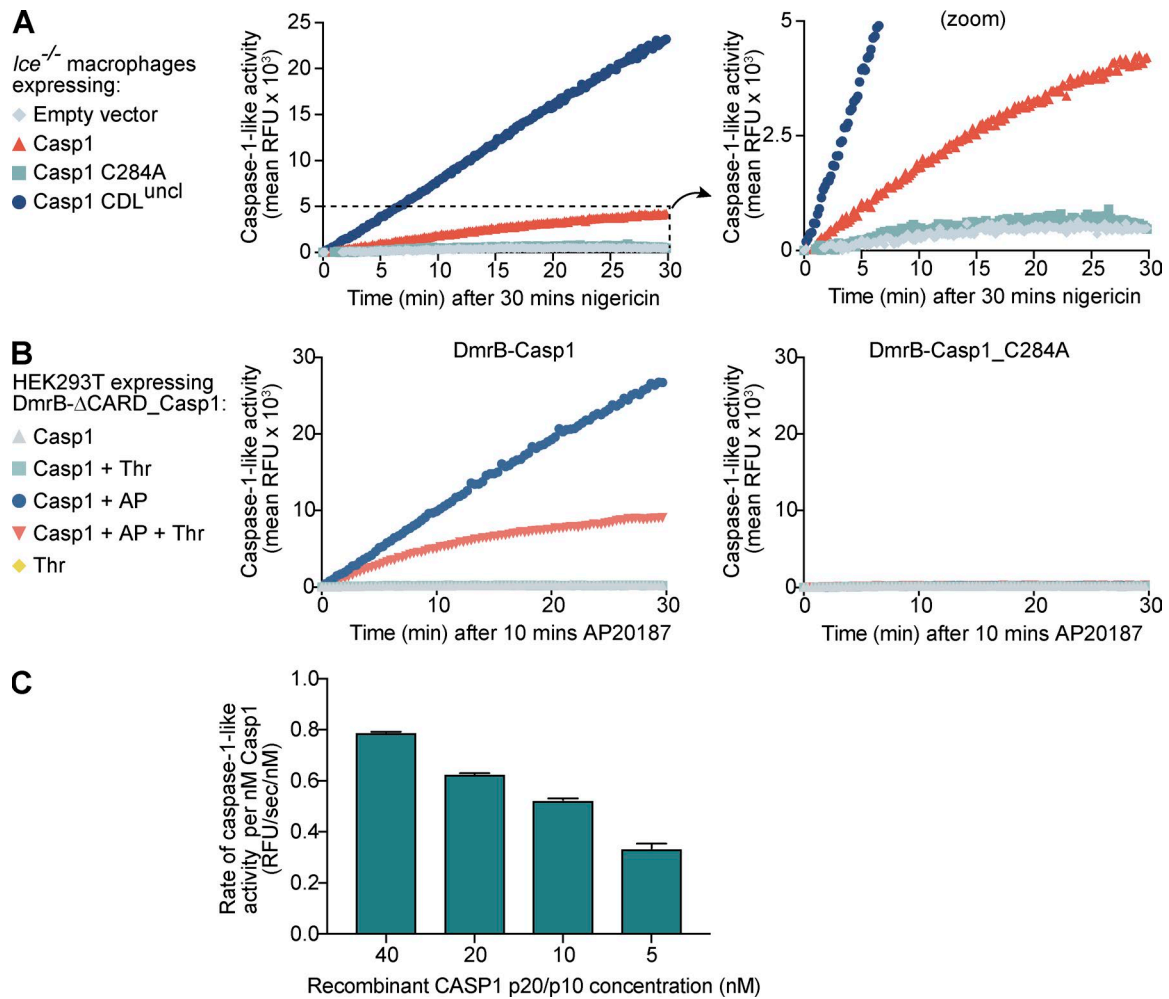 A
Ice-/- macrophages
expressing:
Empty vector
Casp1
Casp1 C284A
Casp1 CDLuncl
Caspase-1-like activity
(mean RFU x 10³)
25
20
15
10
5
0
0 5 10 15 20 25 30
Time (min) after 30 mins nigericin
(zoom)
Caspase-1-like activity
(mean RFU x 10³)
5
2.5
0
0 5 10 15 20 25 30
Time (min) after 30 mins nigericin
B
HEK293T expressing
DmrB-ΔCARD_Casp1:
Casp1
Casp1 + Thr
Casp1 + AP
Casp1 + AP + Thr
Thr
DmrB-Casp1
Caspase-1-like activity
(mean RFU x 10³)
30
20
10
0
0 10 20 30
Time (min) after 10 mins AP20187
DmrB-Casp1_C284A
Caspase-1-like activity
(mean RFU x 10³)
30
20
10
0
0 10 20 30
Time (min) after 10 mins AP20187
C
Rate of caspase-1-like
activity per nM Casp1
(RFU/sec/nM)
1.0
0.8
0.6
0.4
0.2
0.0
40 20 10 5
Recombinant CASP1 p20/p10 concentration (nM)